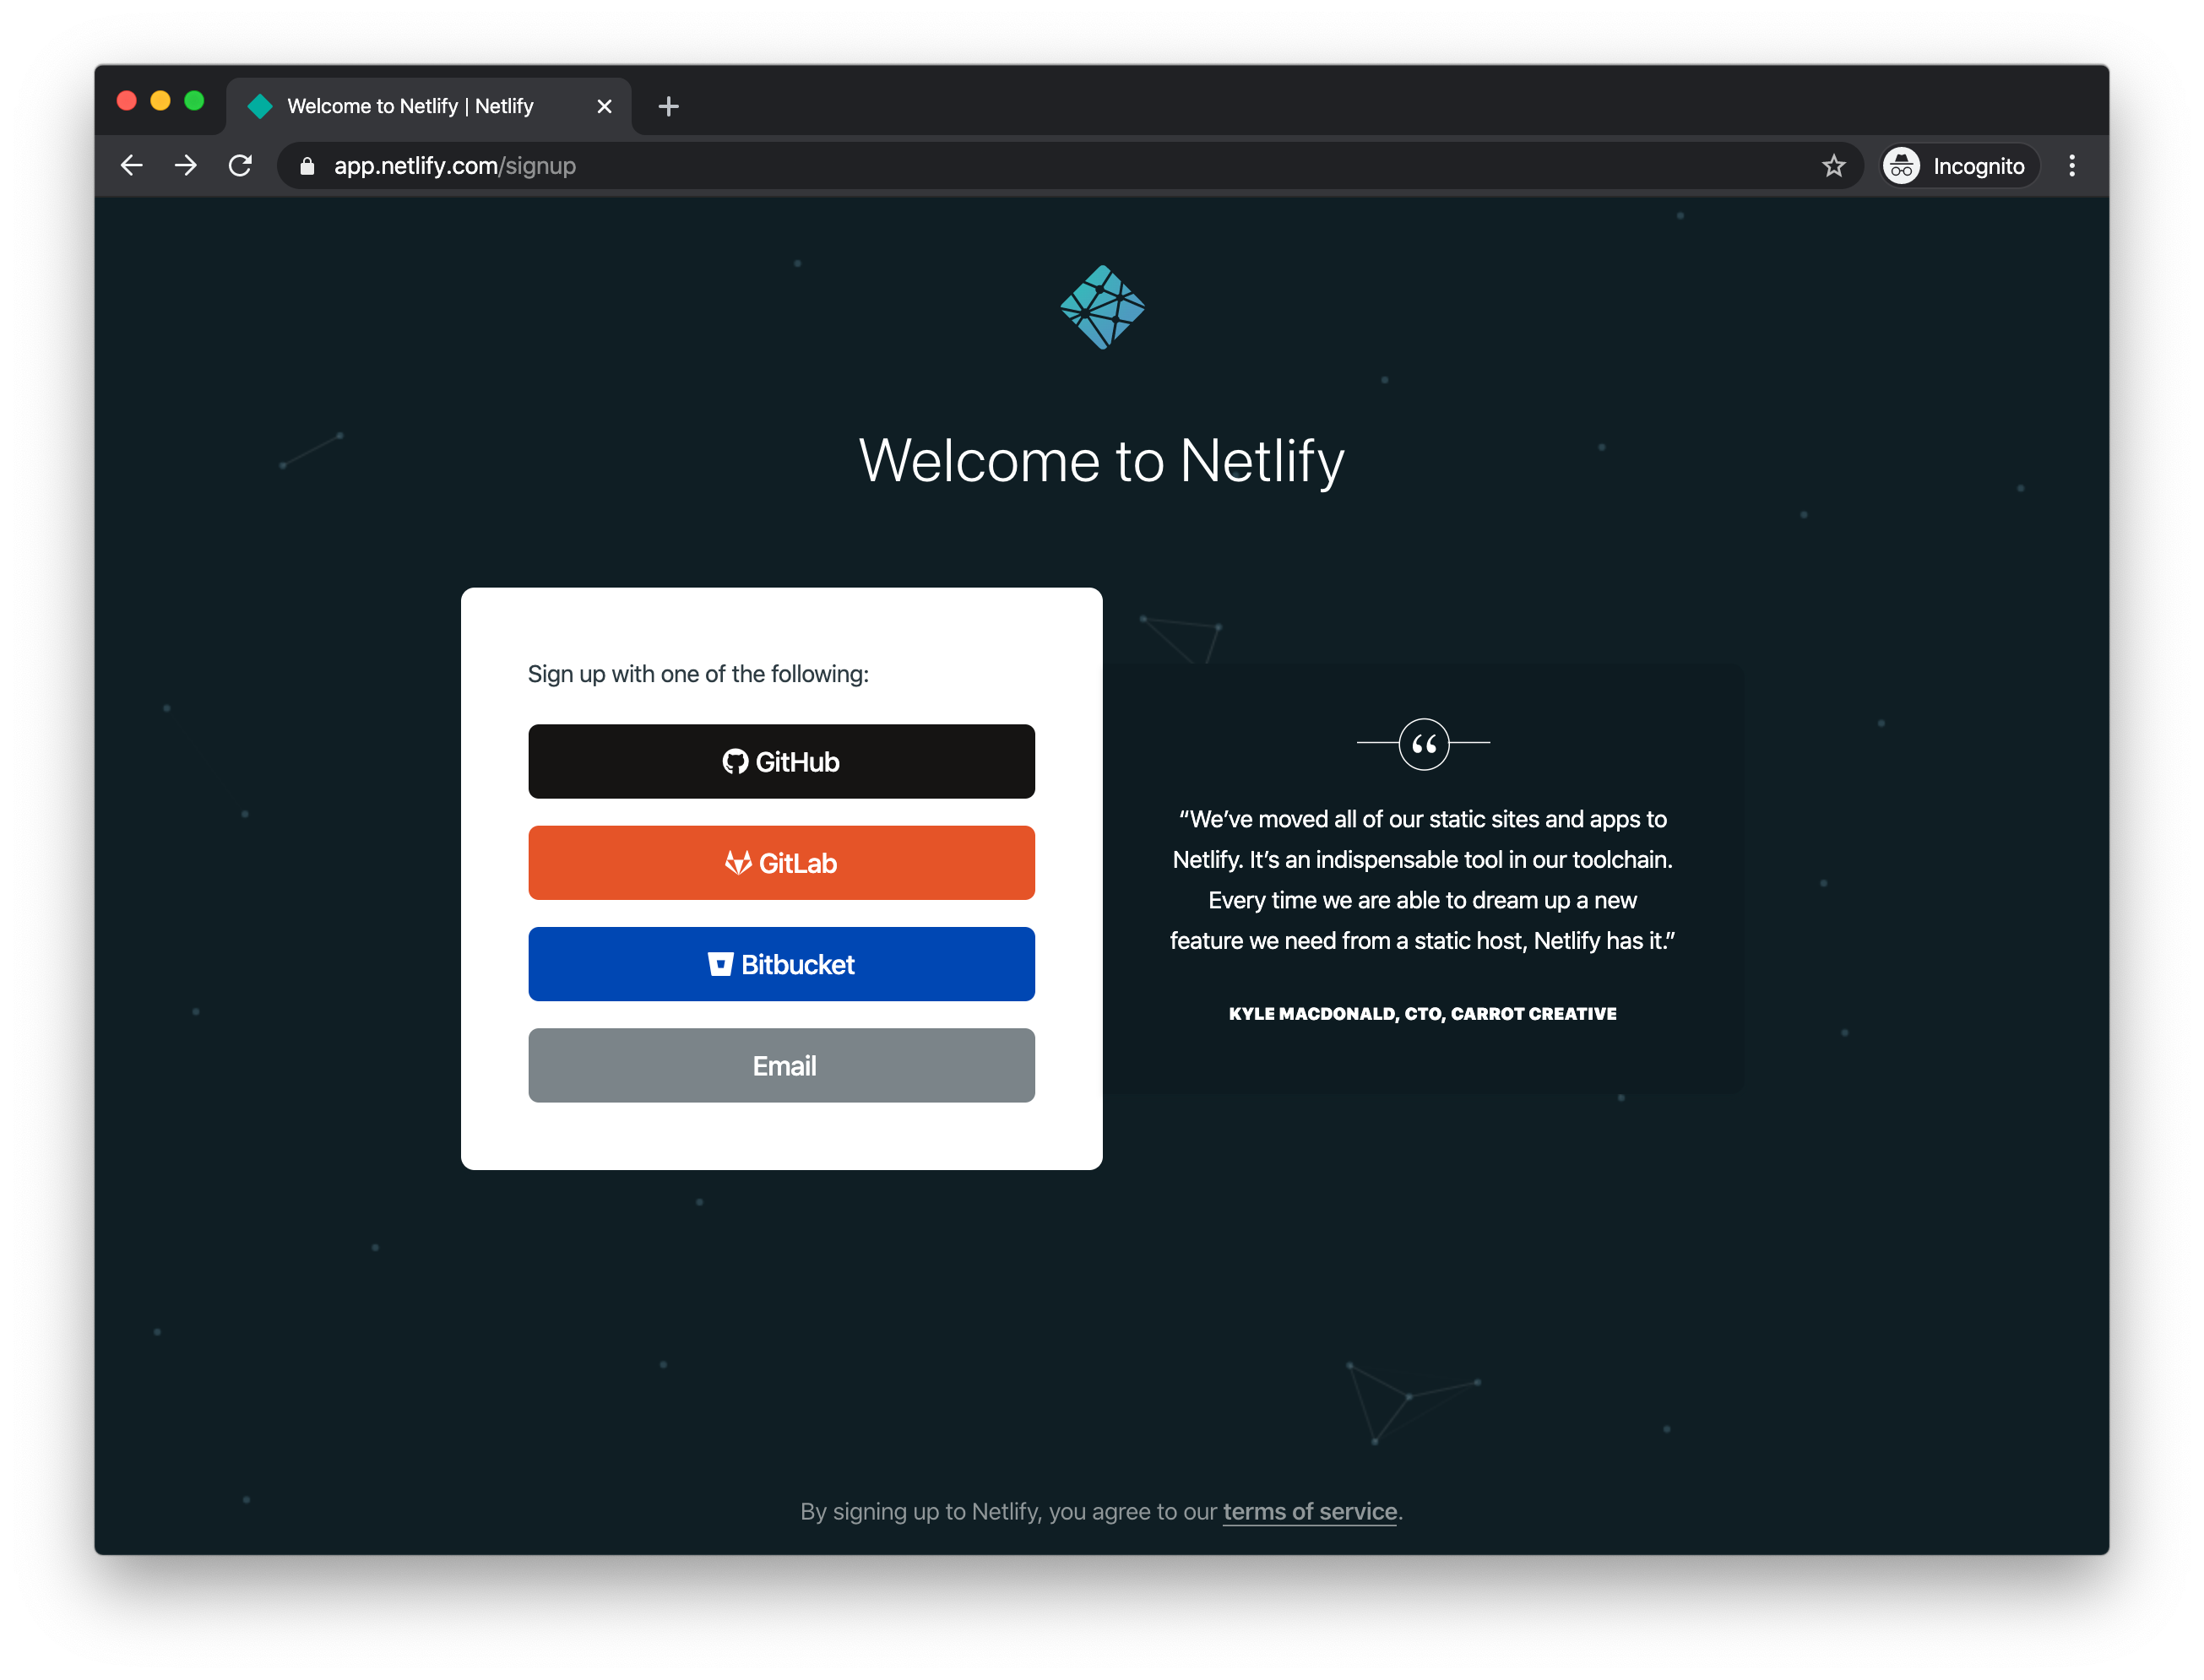 Welcome to Netlify | Netlify
app.netlify.com/signup
Incognito
Welcome to Netlify
Sign up with one of the following:
GitHub
GitLab
Bitbucket
Email
“We’ve moved all of our static sites and apps to
Netlify. It’s an indispensable tool in our toolchain.
Every time we are able to dream up a new
feature we need from a static host, Netlify has it.”
KYLE MACDONALD, CTO, CARROT CREATIVE
By signing up to Netlify, you agree to our terms of service.